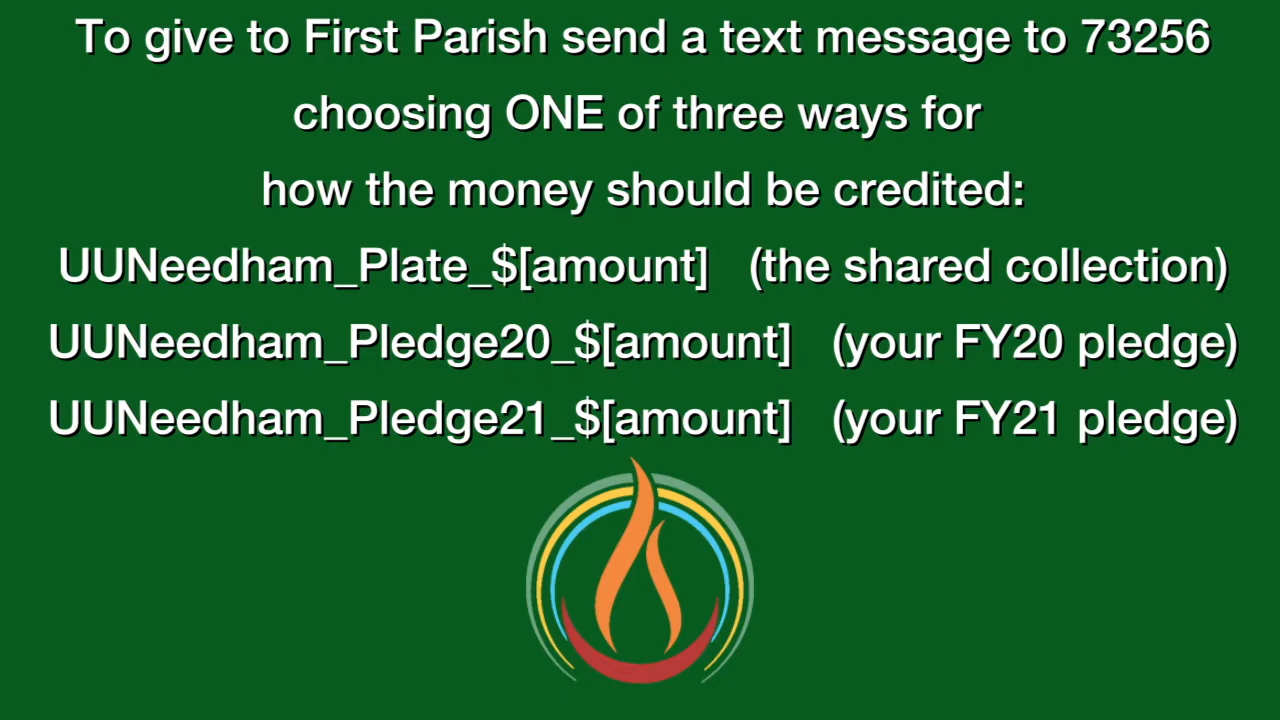 To give to First Parish send a text message to 73256
choosing ONE of three ways for
how the money should be credited:
UUNeedham_Plate_$[amount] (the shared collection)
UUNeedham_Pledge20_$[amount] (your FY20 pledge)
UUNeedham_Pledge21_$[amount] (your FY21 pledge)